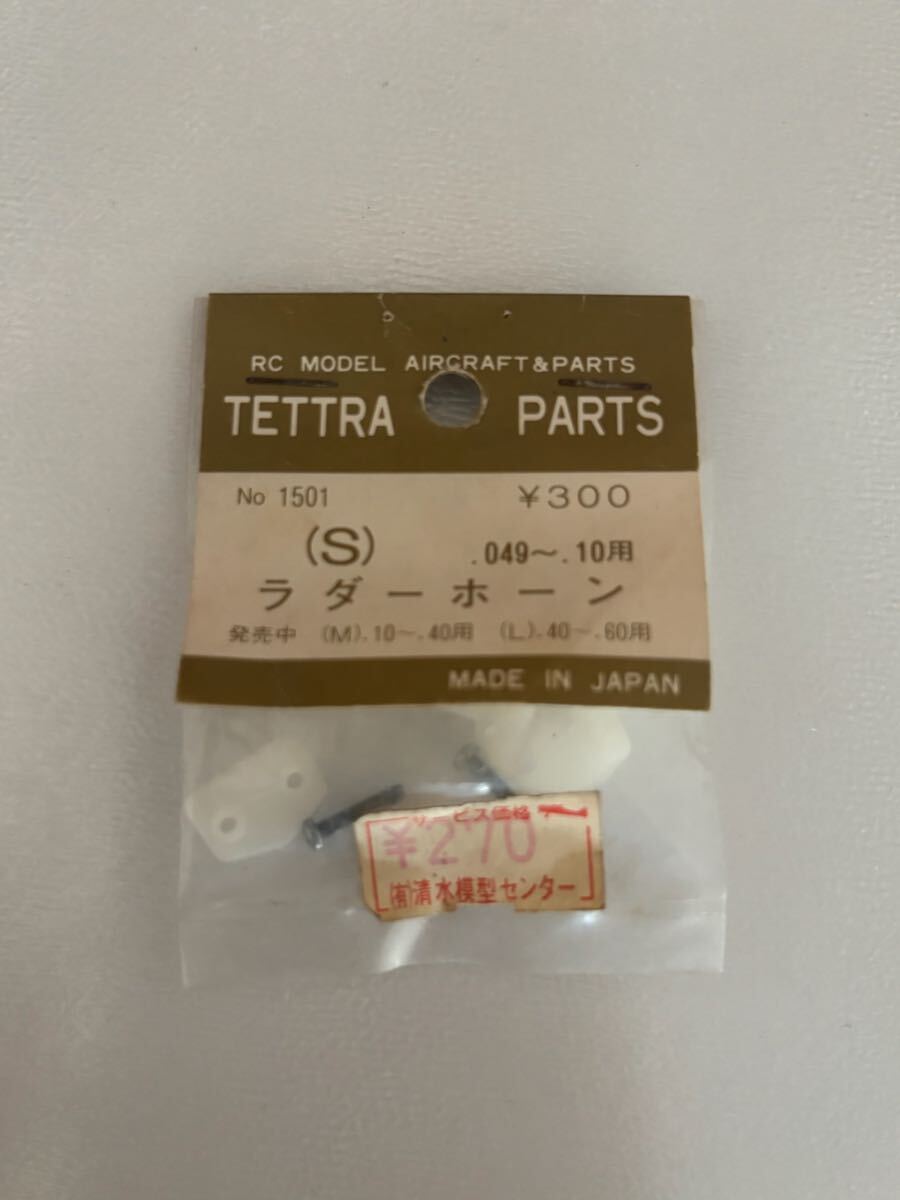 RC MODEL AIRCRAFT & PARTS
TETTRA PARTS
No 1501 ¥300
(S) .049〜.10用
ラダーホーン
発売中 (M).10〜.40用 (L).40〜.60用
MADE IN JAPAN
サービス価格
¥270
(有)清水模型センター